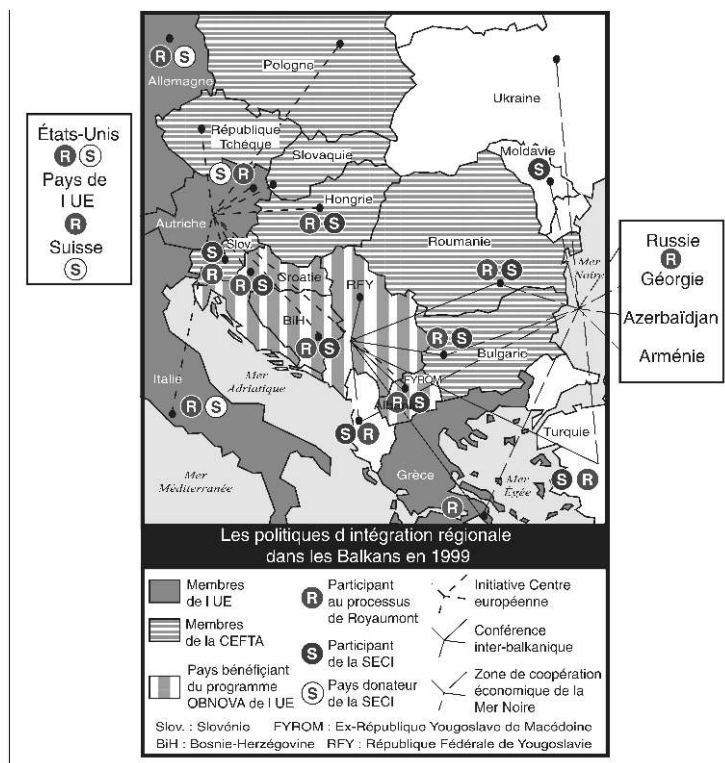 R S
Allemagne
Pologne
Ukraine
États-Unis
R S
Pays de
l UE
R
Suisse
S
République
Tchèque
Slovaquie
Moldavie
S
S R
Hongrie
R S
Autriche
Slov.
S
R
Croatie
R S
RFY
Roumanie
R S
Mer
Noire
Russie
R
Géorgie
Azerbaïdjan
Arménie
BiH
R S
R S
Bulgarie
Mer
Adriatique
Italie
R S
FYROM
R S
S R
Turquie
S R
Grèce
R
Mer
Égée
Mer
Méditerranée
Les politiques d intégration régionale
dans les Balkans en 1999
Membres
de l UE
Membres
de la CEFTA
Pays bénéfiçiant
du programme
OBNOVA de l UE
R Participant
au processus
de Royaumont
S Participant
de la SECI
S Pays donateur
de la SECI
Initiative Centre
européenne
Conférence
inter-balkanique
Zone de coopération
économique de la
Mer Noire
Slov. : Slovénie FYROM : Ex-République Yougoslave de Macédoine
BiH : Bosnie-Herzégovine RFY : République Fédérale de Yougoslavie